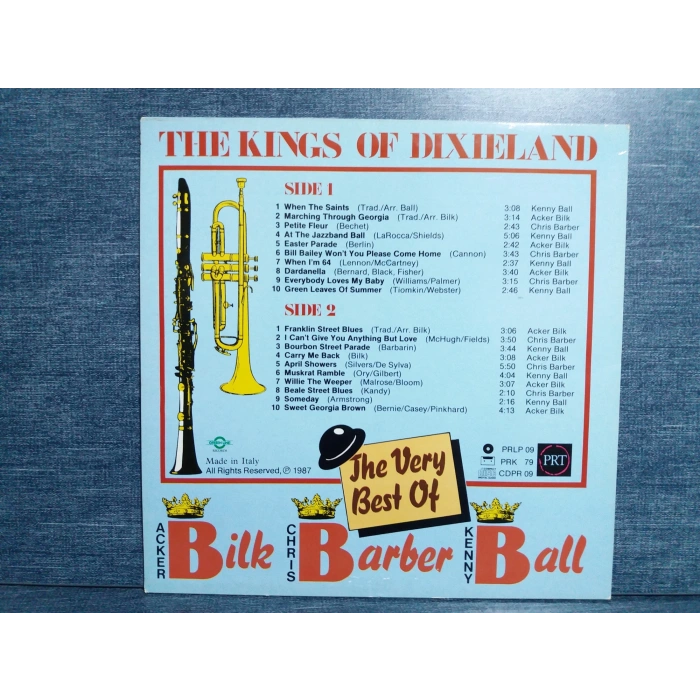 THE KINGS OF DIXIELAND
SIDE 1
1 When The Saints (Trad./Arr. Ball) 3:08 Kenny Ball
2 Marching Through Georgia (Trad./Arr. Bilk) 3:14 Acker Bilk
3 Petite Fleur (Bechet) 2:43 Chris Barber
4 At The Jazzband Ball (LaRocca/Shields) 5:06 Kenny Ball
5 Easter Parade (Berlin) 2:42 Acker Bilk
6 Bill Bailey Won't You Please Come Home (Cannon) 3:43 Chris Barber
7 When I'm 64 (Lennon/McCartney) 2:37 Kenny Ball
8 Dardanella (Bernard, Black, Fisher) 3:40 Acker Bilk
9 Everybody Loves My Baby (Williams/Palmer) 3:15 Chris Barber
10 Green Leaves Of Summer (Tiomkin/Webster) 2:46 Kenny Ball
SIDE 2
1 Franklin Street Blues (Trad./Arr. Bilk) 3:06 Acker Bilk
2 I Can't Give You Anything But Love (McHugh/Fields) 3:50 Chris Barber
3 Bourbon Street Parade (Barbarin) 3:44 Kenny Ball
4 Carry Me Back (Bilk) 3:08 Acker Bilk
5 April Showers (Silvers/De Sylva) 5:50 Chris Barber
6 Muskrat Ramble (Ory/Gilbert) 4:04 Kenny Ball
7 Willie The Weeper (Malrose/Bloom) 3:07 Acker Bilk
8 Beale Street Blues (Kandy) 2:10 Chris Barber
9 Someday (Armstrong) 2:16 Kenny Ball
10 Sweet Georgia Brown (Bernie/Casey/Pinkhard) 4:13 Acker Bilk
Made in Italy
All Rights Reserved, ℗ 1987
PRLP 09
PRK 79
CDPR 09
PRT
The Very
Best Of
ACKER Bilk CHRIS Barber KENNY Ball